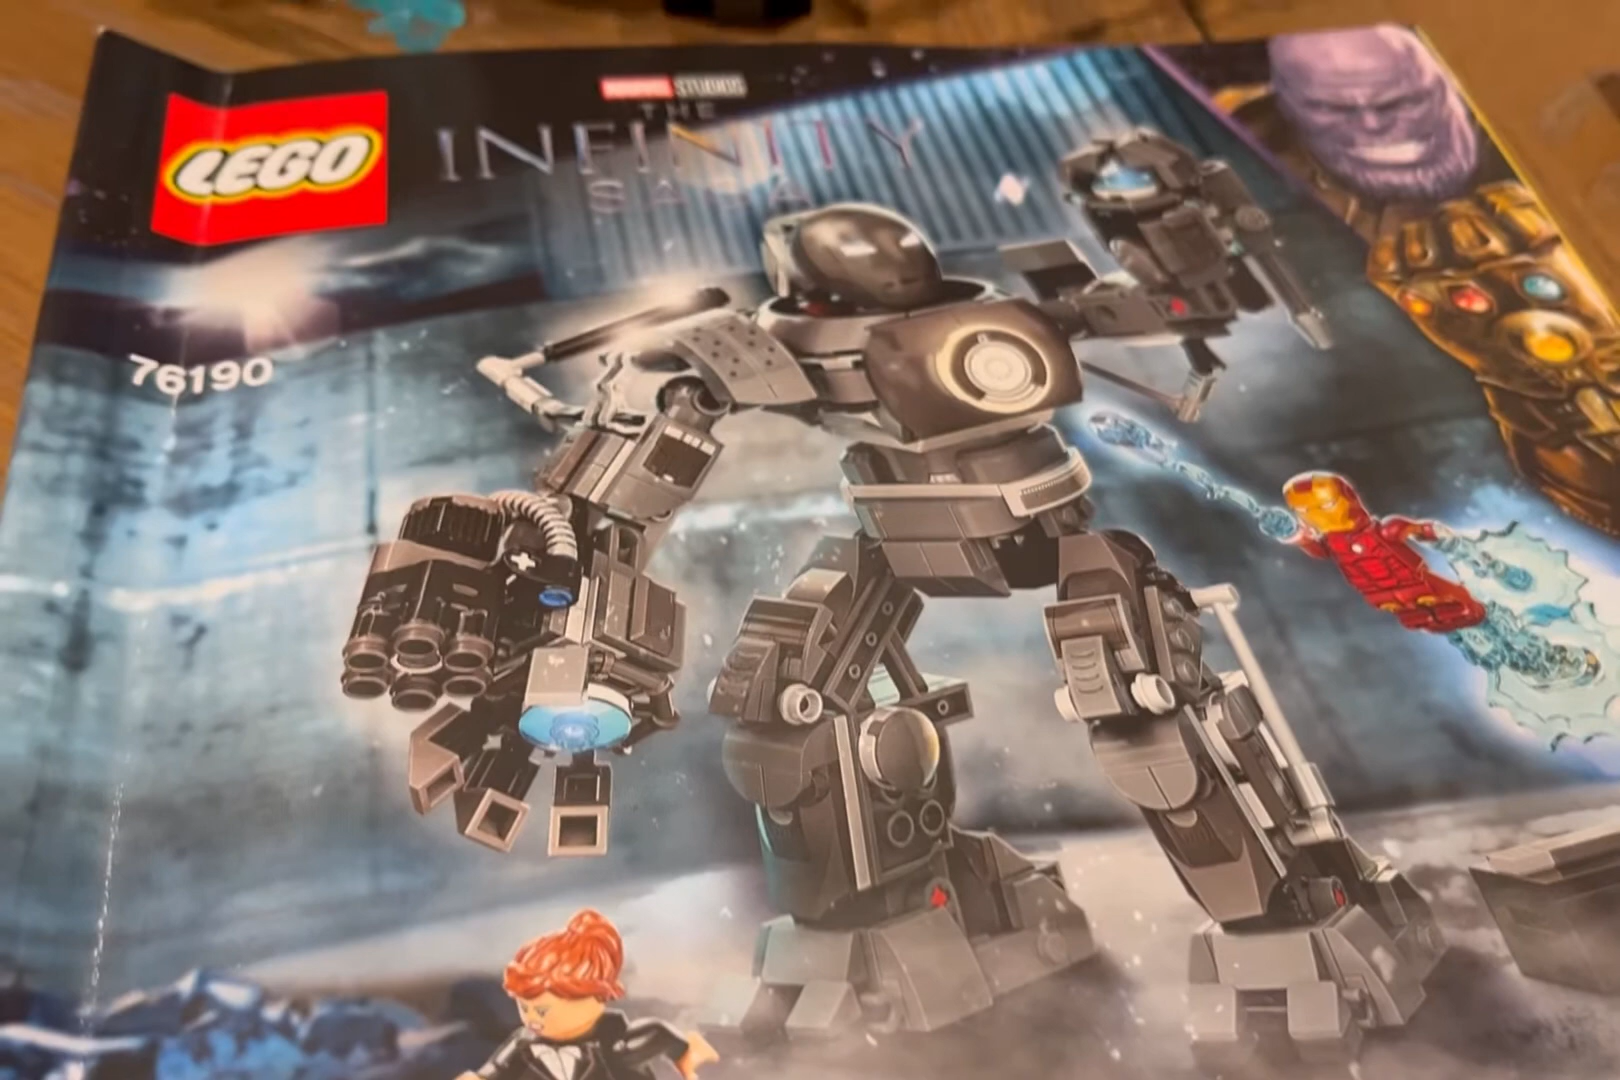 MARVEL STUDIOS
THE
INFINITY
SAGA
LEGO
76190